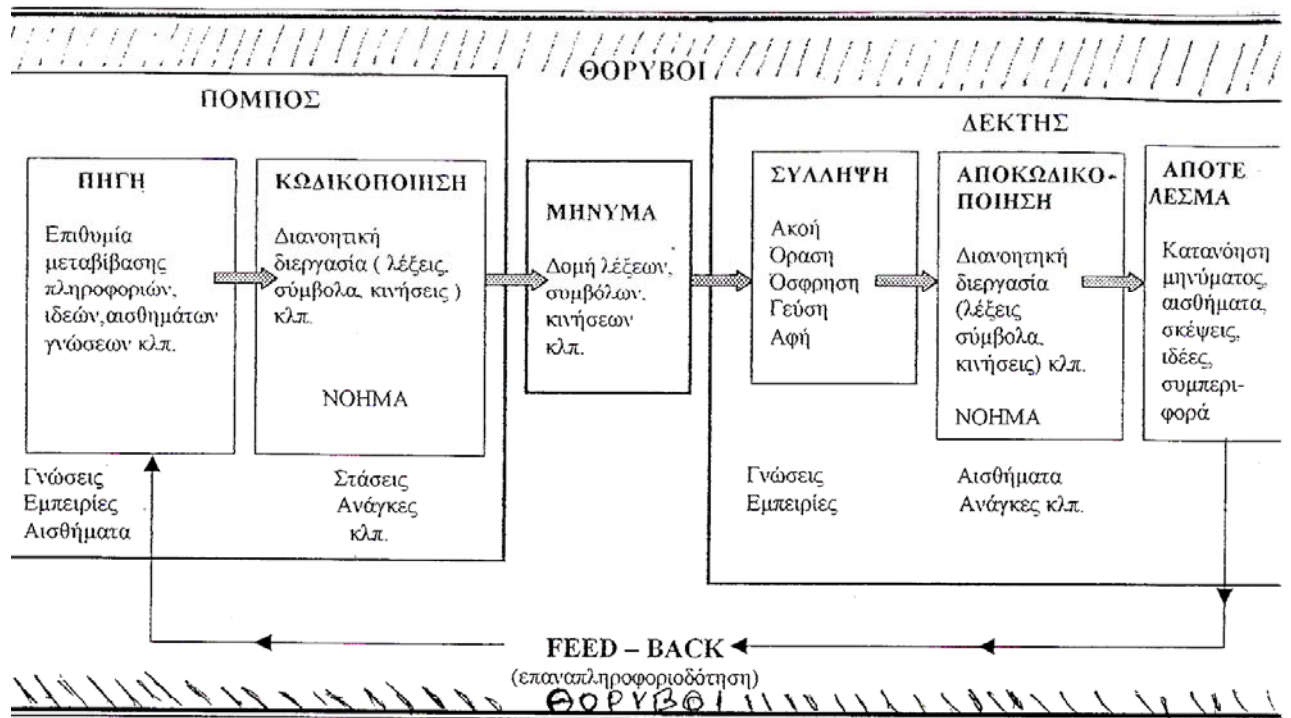 ΘΟΡΥΒΟΙ
ΠΟΜΠΟΣ
ΠΗΓΗ
Επιθυμία
μεταβίβασης
πληροφοριών,
ιδεών,αισθημάτων
γνώσεων κλπ.
ΚΩΔΙΚΟΠΟΙΗΣΗ
Διανοητική
διεργασία ( λέξεις,
σύμβολα, κινήσεις )
κλπ.
ΝΟΗΜΑ
Γνώσεις
Εμπειρίες
Αισθήματα
Στάσεις
Ανάγκες
κλπ.
ΜΗΝΥΜΑ
Δομή λέξεων,
συμβόλων,
κινήσεων
κλπ.
ΔΕΚΤΗΣ
ΣΥΛΛΗΨΗ
Ακοή
Όραση
Όσφρηση
Γεύση
Αφή
ΑΠΟΚΩΔΙΚΟ-
ΠΟΙΗΣΗ
Διανοητηκή
διεργασία
(λέξεις
σύμβολα,
κινήσεις) κλπ.
ΝΟΗΜΑ
ΑΠΟΤΕ
ΛΕΣΜΑ
Κατανόηση
μηνύματος,
αισθήματα,
σκέψεις,
ιδέες,
συμπερι-
φορά
Γνώσεις
Εμπειρίες
Αισθήματα
Ανάγκες κλπ.
FEED – BACK
(επαναπληροφοριοδότηση)
ΘΟΡΥΒΟΙ